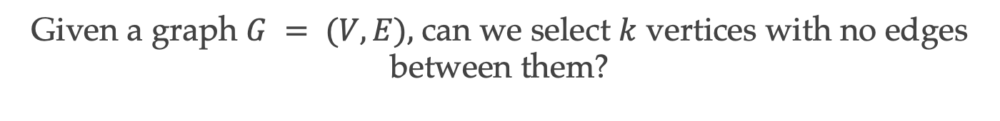 Given a graph G = (V, E), can we select k vertices with no edges
between them?